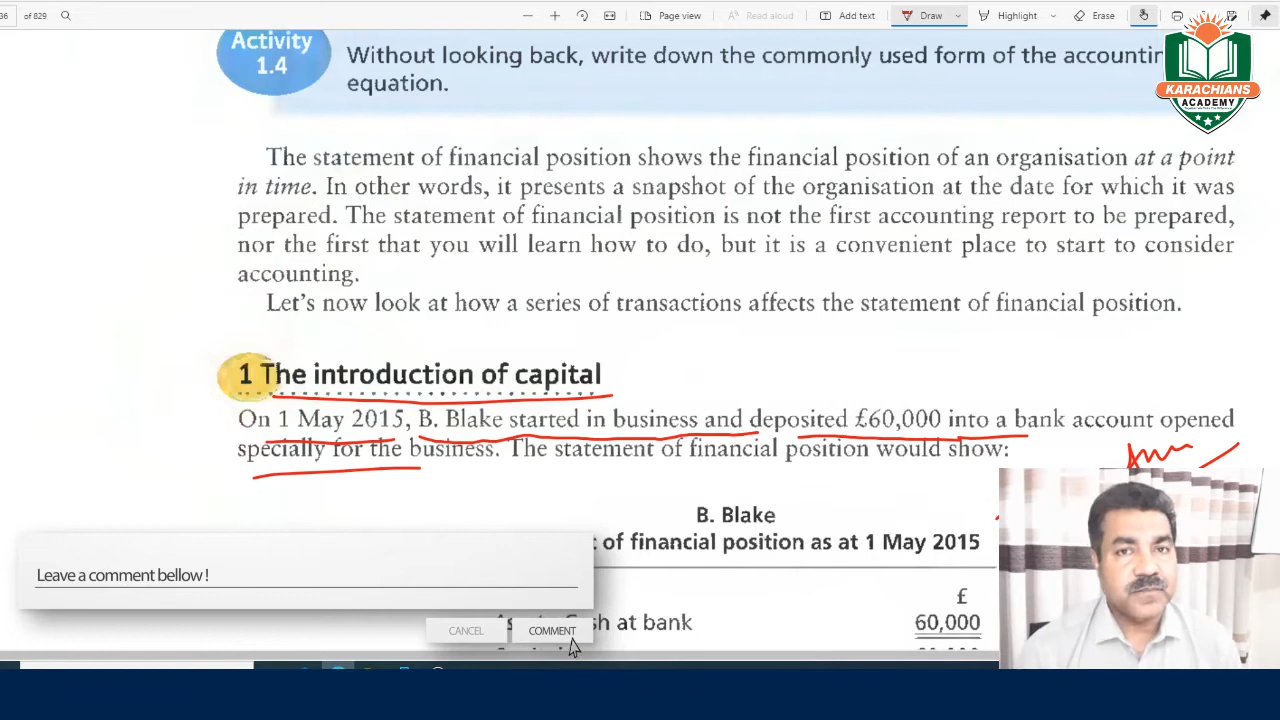 36 of 829
Page view
Read aloud
Add text
Draw
Highlight
Erase
KARACHIANS
ACADEMY
Activity
1.4
Without looking back, write down the commonly used form of the accountin
equation.
The statement of financial position shows the financial position of an organisation at a point
in time. In other words, it presents a snapshot of the organisation at the date for which it was
prepared. The statement of financial position is not the first accounting report to be prepared,
nor the first that you will learn how to do, but it is a convenient place to start to consider
accounting.
Let's now look at how a series of transactions affects the statement of financial position.
1 The introduction of capital
On 1 May 2015, B. Blake started in business and deposited £60,000 into a bank account opened
specially for the business. The statement of financial position would show:
B. Blake
t of financial position as at 1 May 2015
£
sh at bank 60,000
Leave a comment bellow !
CANCEL
COMMENT